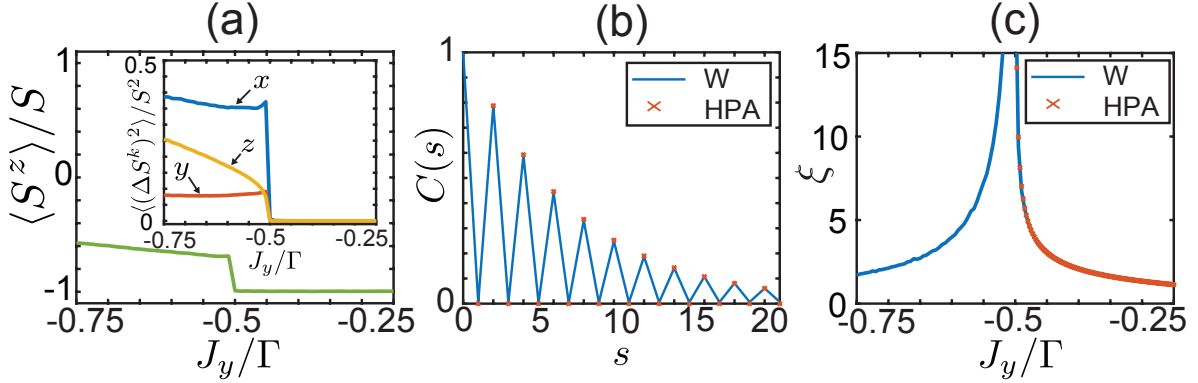 (a)
⟨S^z⟩/S
1
0
-1
-0.75
-0.5
-0.25
J_y/Γ
⟨(ΔS^k)^2⟩/S^2
0.5
0
x
z
y
-0.75
-0.5
-0.25
J_y/Γ
(b)
C(s)
1
0
W
HPA
0
5
10
15
20
s
(c)
ξ
15
10
5
0
W
HPA
-0.75
-0.5
-0.25
J_y/Γ